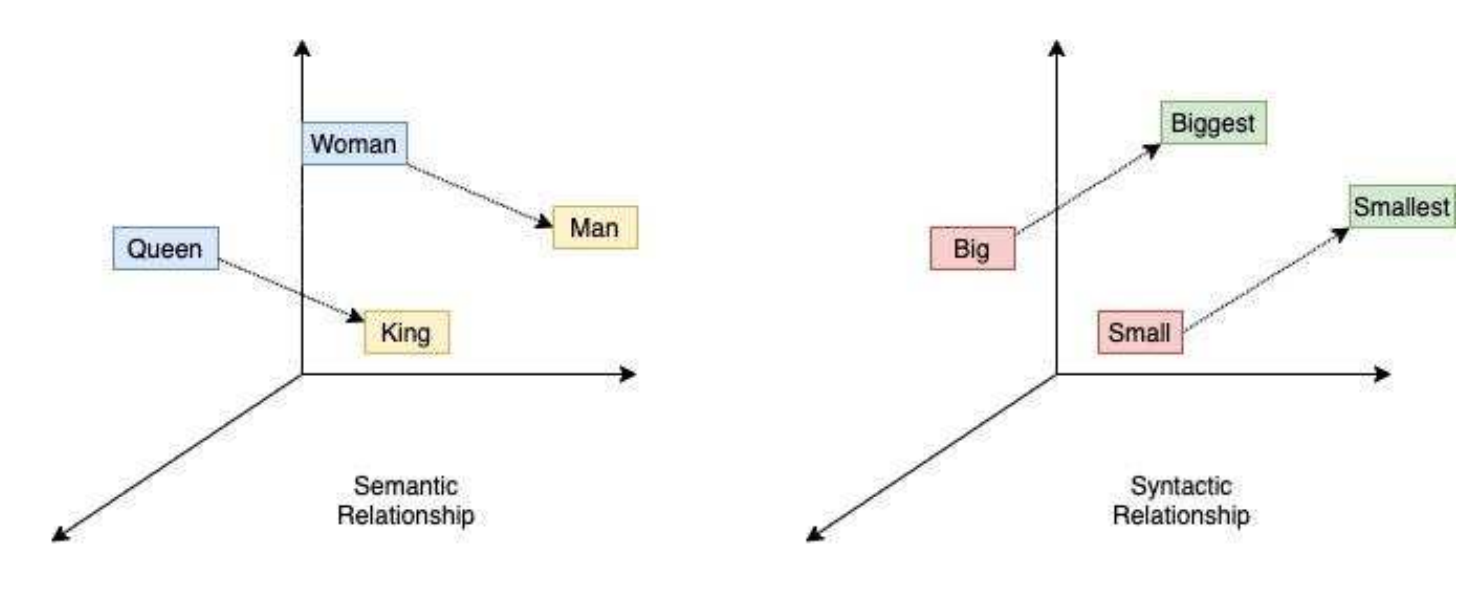 Woman
Man
Queen
King
Semantic
Relationship
Biggest
Smallest
Big
Small
Syntactic
Relationship